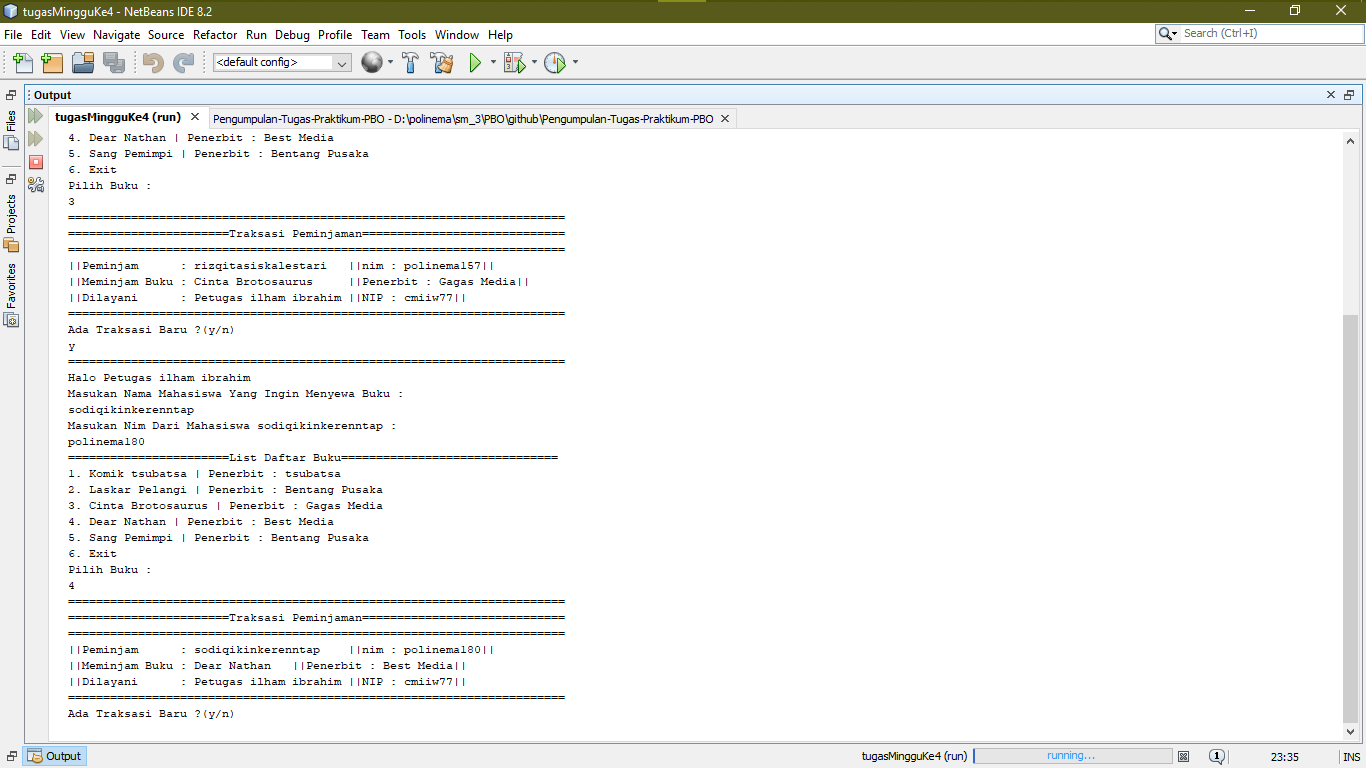 tugasMingguKe4 - NetBeans IDE 8.2
File Edit View Navigate Source Refactor Run Debug Profile Team Tools Window Help
Search (Ctrl+I)
<default config>
Output
Files
Projects
Favorites
tugasMingguKe4 (run)
Pengumpulan-Tugas-Praktikum-PBO - D:\polinema\sm_3\PBO\github\Pengumpulan-Tugas-Praktikum-PBO
4. Dear Nathan | Penerbit : Best Media
5. Sang Pemimpi | Penerbit : Bentang Pusaka
6. Exit
Pilih Buku :
3
=======================================================================
=======================Traksasi Peminjaman=============================
=======================================================================
||Peminjam      : rizqitasiskalestari   ||nim : polinema157||
||Meminjam Buku : Cinta Brotosaurus     ||Penerbit : Gagas Media||
||Dilayani      : Petugas ilham ibrahim ||NIP : cmiiw77||
=======================================================================
Ada Traksasi Baru ?(y/n)
y
=======================================================================
Halo Petugas ilham ibrahim
Masukan Nama Mahasiswa Yang Ingin Menyewa Buku :
sodiqikinkerenntap
Masukan Nim Dari Mahasiswa sodiqikinkerenntap :
polinema180
=======================List Daftar Buku===============================
1. Komik tsubatsa | Penerbit : tsubatsa
2. Laskar Pelangi | Penerbit : Bentang Pusaka
3. Cinta Brotosaurus | Penerbit : Gagas Media
4. Dear Nathan | Penerbit : Best Media
5. Sang Pemimpi | Penerbit : Bentang Pusaka
6. Exit
Pilih Buku :
4
=======================================================================
=======================Traksasi Peminjaman=============================
=======================================================================
||Peminjam      : sodiqikinkerenntap    ||nim : polinema180||
||Meminjam Buku : Dear Nathan   ||Penerbit : Best Media||
||Dilayani      : Petugas ilham ibrahim ||NIP : cmiiw77||
=======================================================================
Ada Traksasi Baru ?(y/n)
Output
tugasMingguKe4 (run) running... 1 23:35 INS